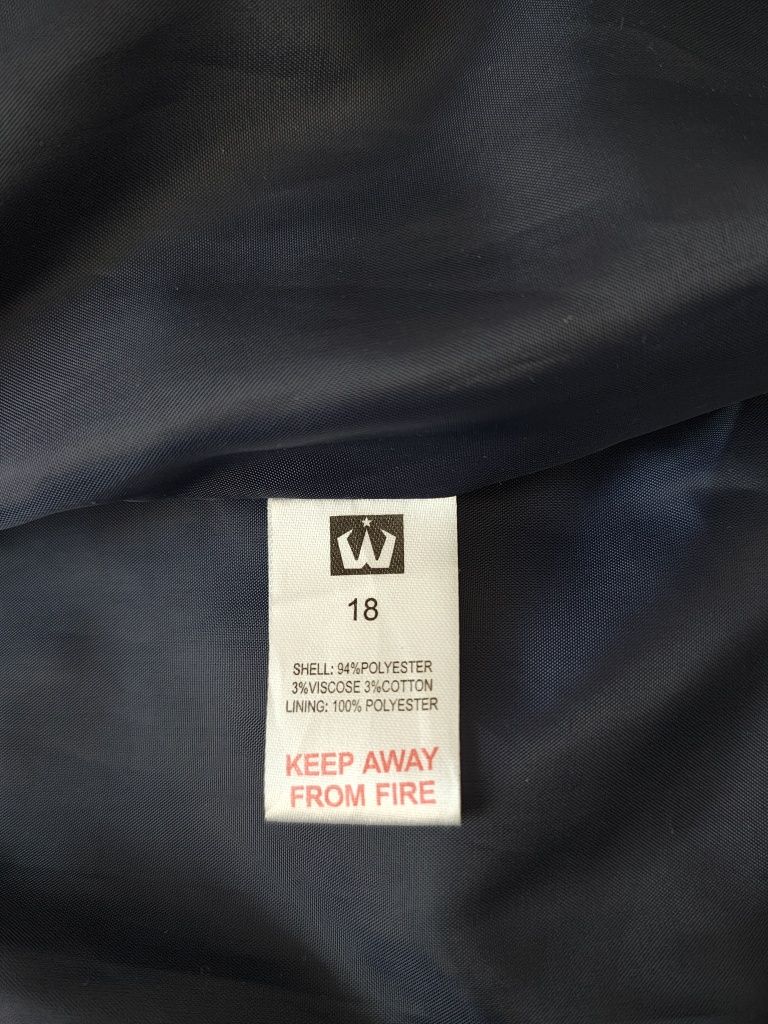 W
18
SHELL: 94%POLYESTER
3%VISCOSE 3%COTTON
LINING: 100% POLYESTER
KEEP AWAY
FROM FIRE